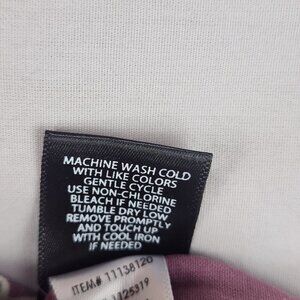 MACHINE WASH COLD
WITH LIKE COLORS
GENTLE CYCLE
USE NON-CHLORINE
BLEACH IF NEEDED
TUMBLE DRY LOW
REMOVE PROMPTLY
AND TOUCH UP
WITH COOL IRON
IF NEEDED
ITEM# 11138120